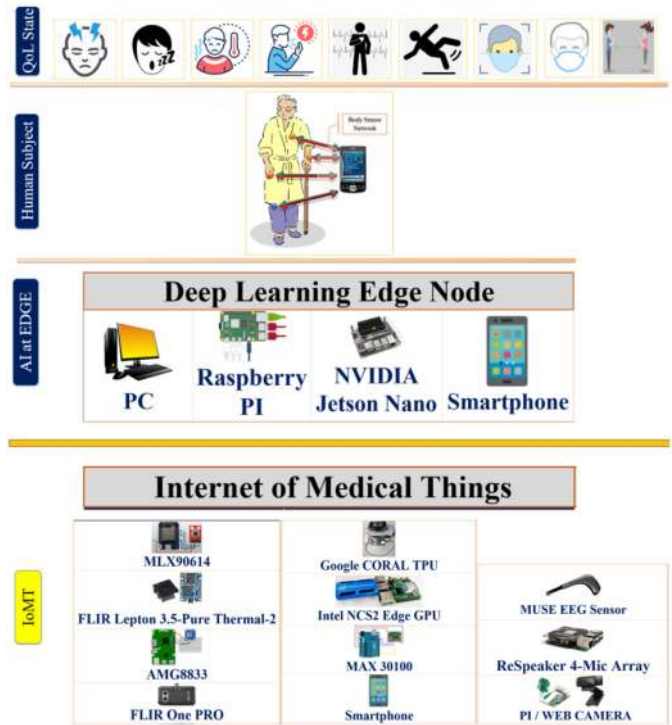 QoL State
Human Subject
Body Sensor
Network
AI at EDGE
Deep Learning Edge Node
PC
Raspberry
PI
NVIDIA
Jetson Nano
Smartphone
Internet of Medical Things
IoMT
MLX90614
FLIR Lepton 3.5-Pure Thermal-2
AMG8833
FLIR One PRO
Google CORAL TPU
Intel NCS2 Edge GPU
MAX 30100
Smartphone
MUSE EEG Sensor
ReSpeaker 4-Mic Array
PI / WEB CAMERA